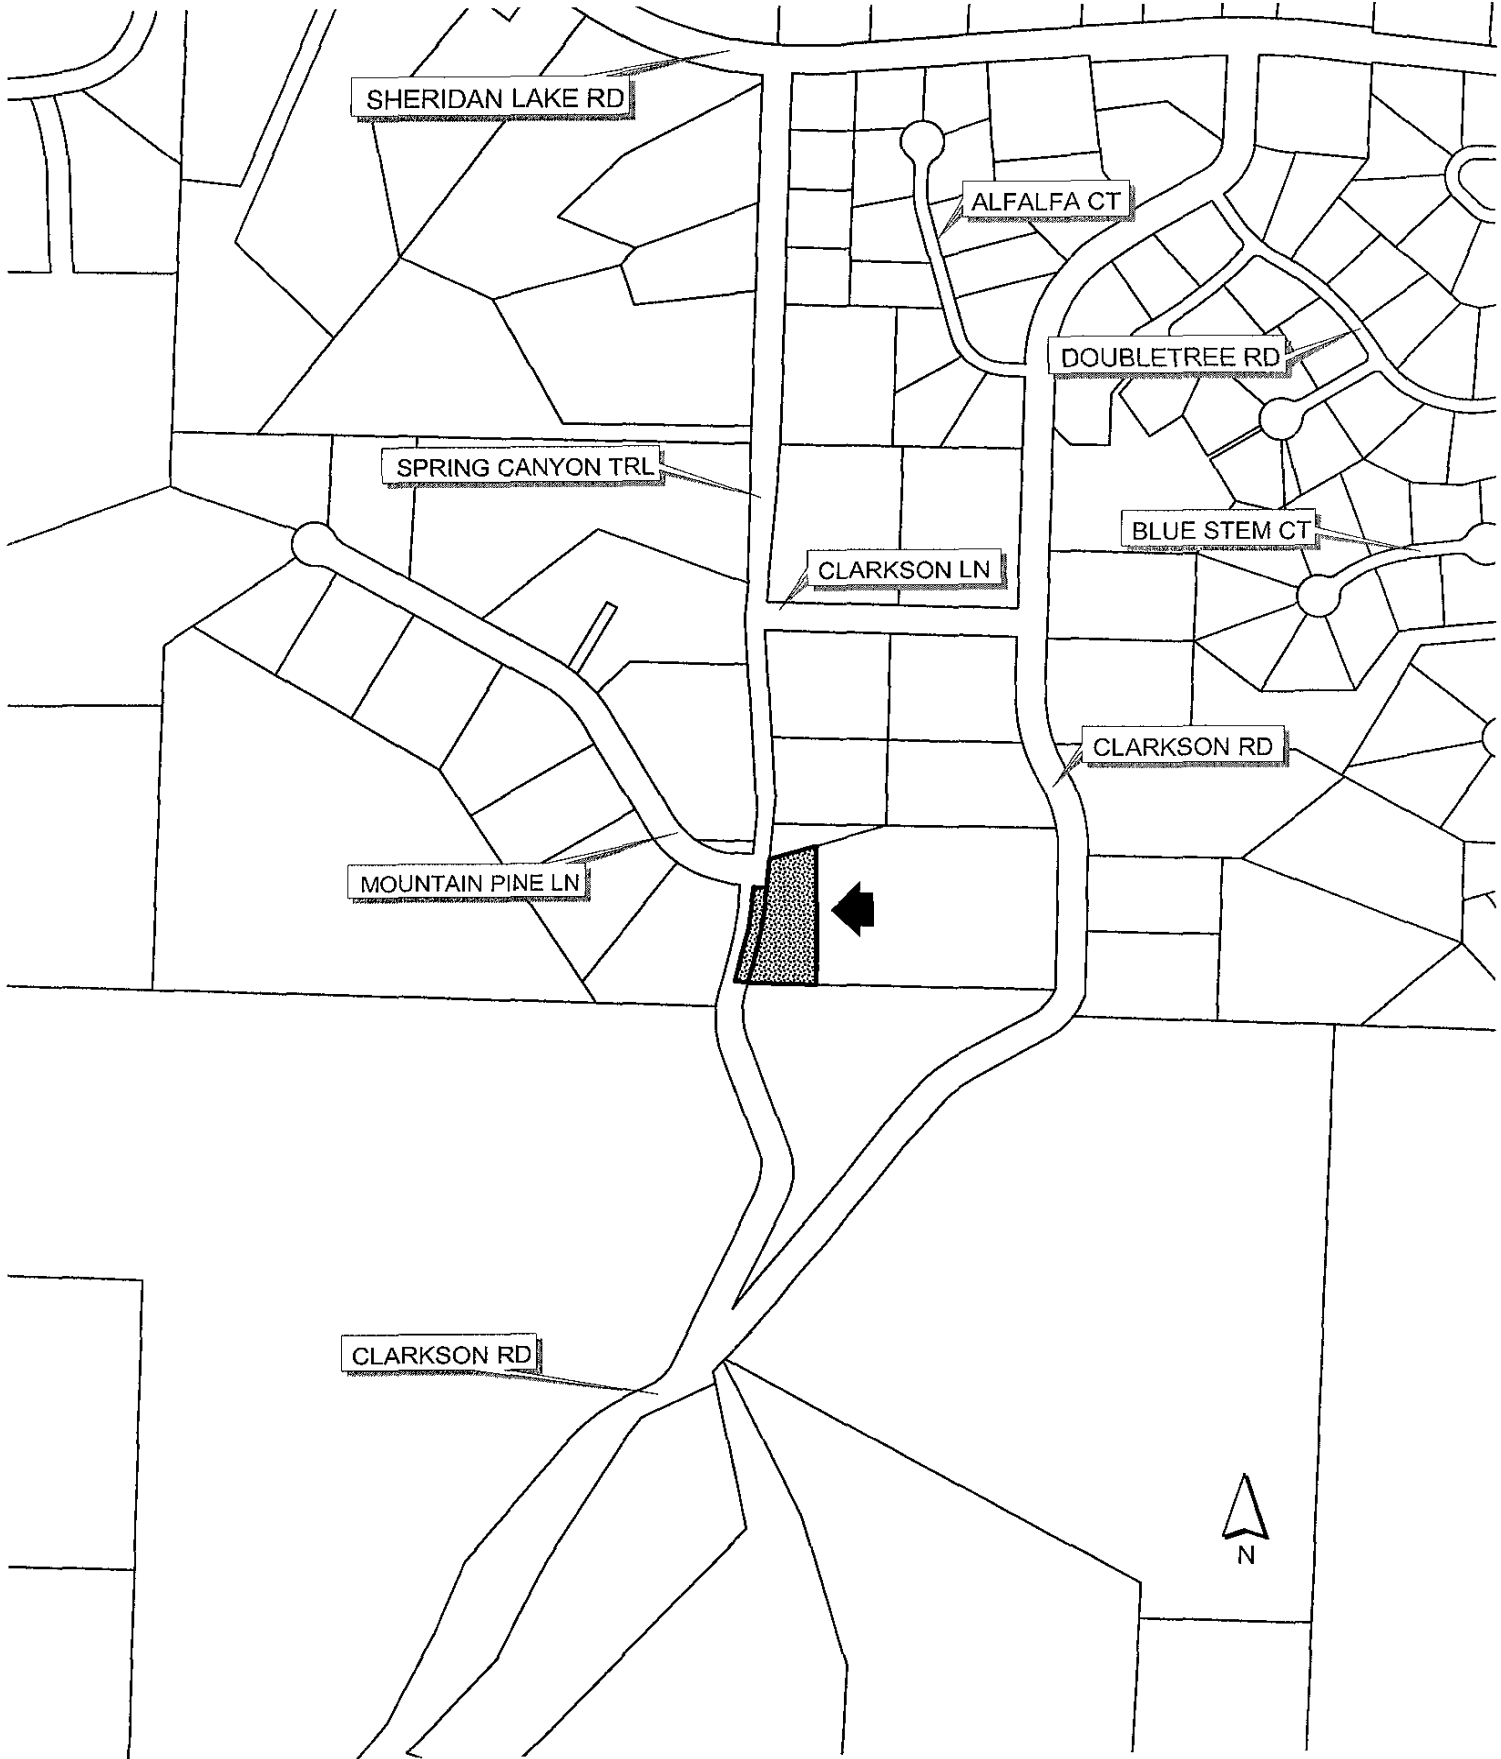 SHERIDAN LAKE RD
ALFALFA CT
DOUBLETREE RD
SPRING CANYON TRL
BLUE STEM CT
CLARKSON LN
CLARKSON RD
MOUNTAIN PINE LN
CLARKSON RD
N